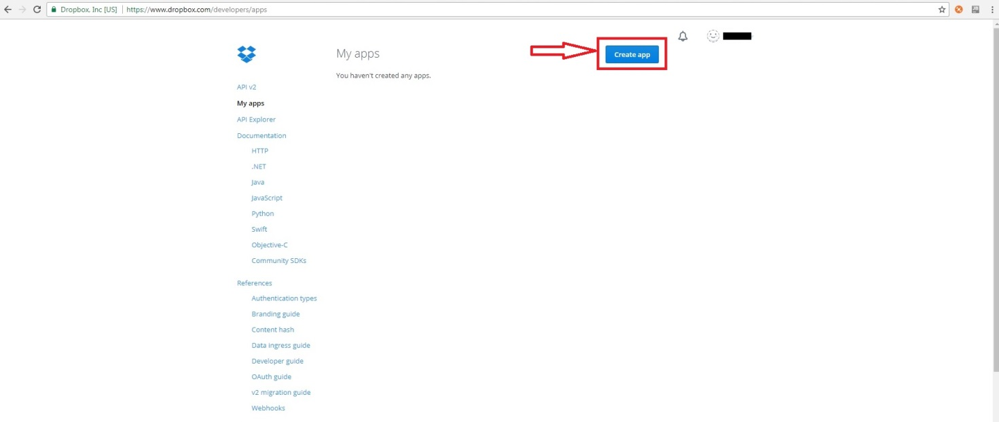 Dropbox, Inc [US] | https://www.dropbox.com/developers/apps
My apps
Create app
You haven't created any apps.
API v2
My apps
API Explorer
Documentation
HTTP
.NET
Java
JavaScript
Python
Swift
Objective-C
Community SDKs
References
Authentication types
Branding guide
Content hash
Data ingress guide
Developer guide
OAuth guide
v2 migration guide
Webhooks